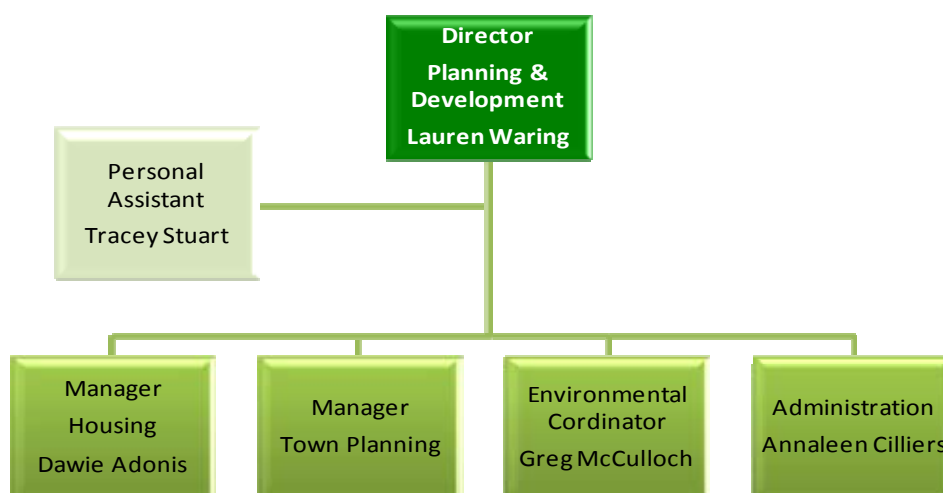 Director
Planning &
Development
Lauren Waring
Personal
Assistant
Tracey Stuart
Manager
Housing
Dawie Adonis
Manager
Town Planning
Environmental
Cordinator
Greg McCulloch
Administration
Annaleen Cilliers